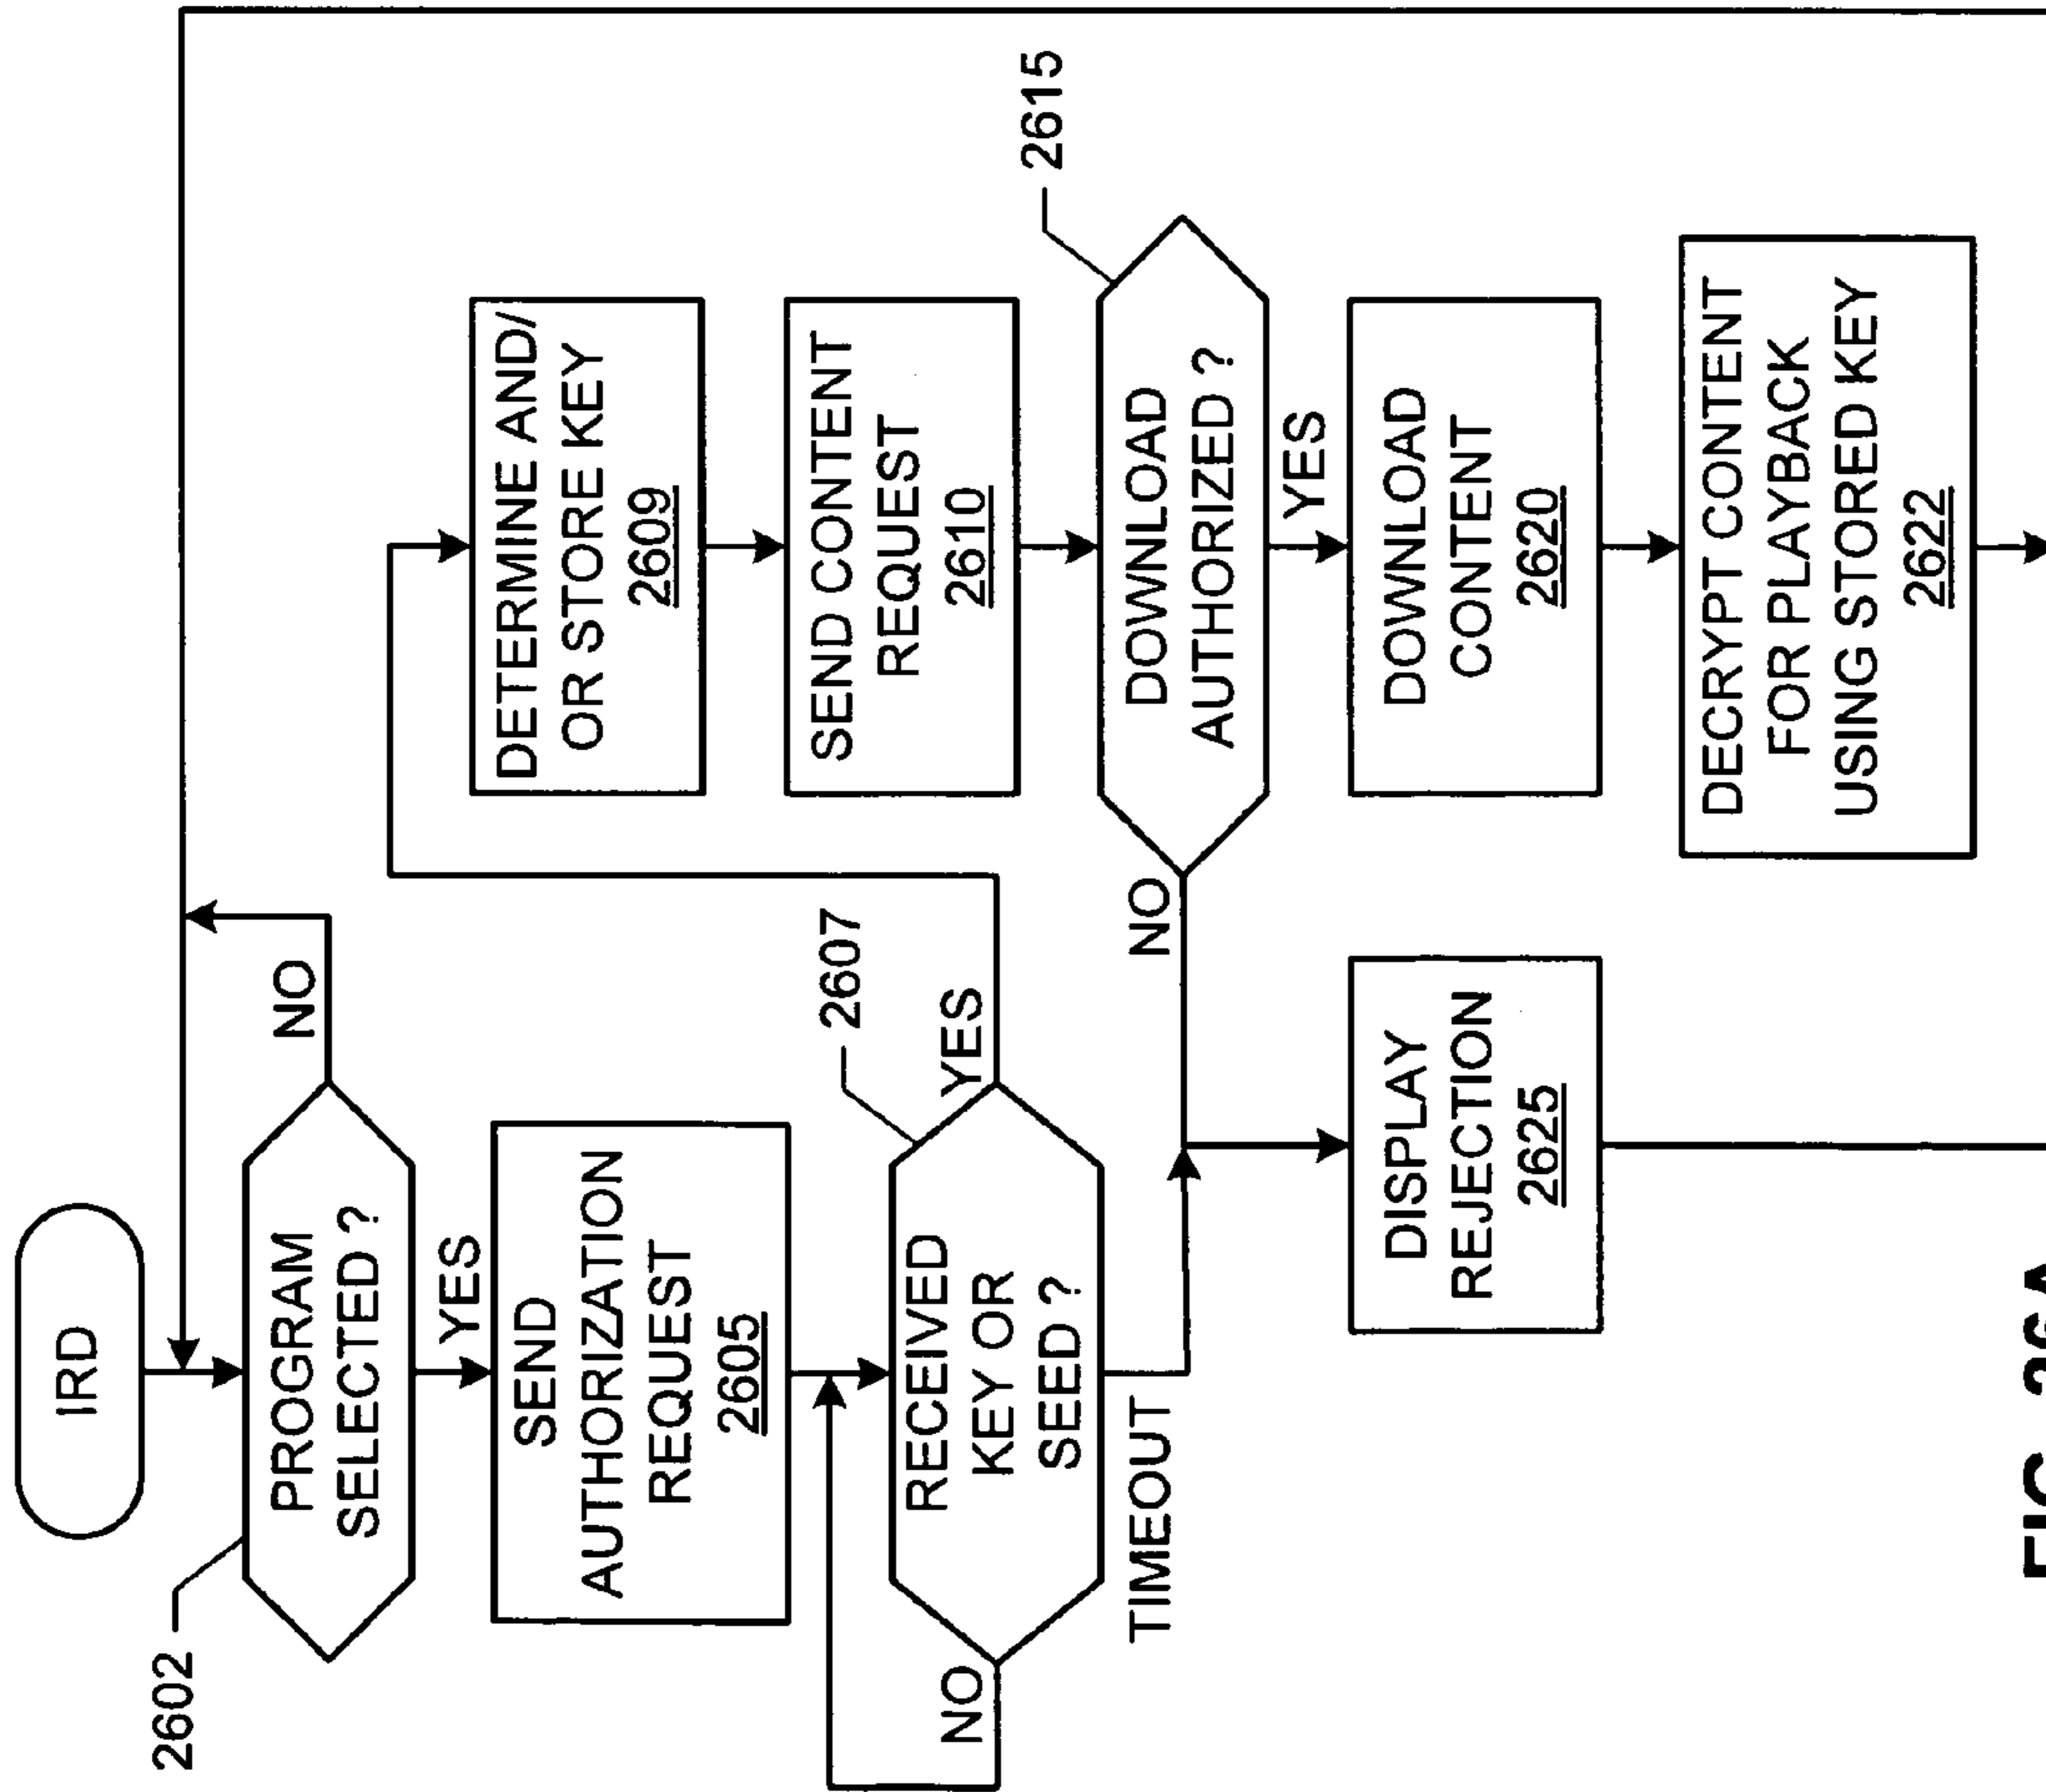 IRD
2602
PROGRAM
SELECTED ?
NO
YES
SEND
AUTHORIZATION
REQUEST
2605
2607
RECEIVED
KEY OR
SEED ?
NO
YES
TIMEOUT
DETERMINE AND/
OR STORE KEY
2609
SEND CONTENT
REQUEST
2610
2615
DOWNLOAD
AUTHORIZED ?
NO
YES
DISPLAY
REJECTION
2625
DOWNLOAD
CONTENT
2620
DECRYPT CONTENT
FOR PLAYBACK
USING STORED KEY
2622
FIG. 26A